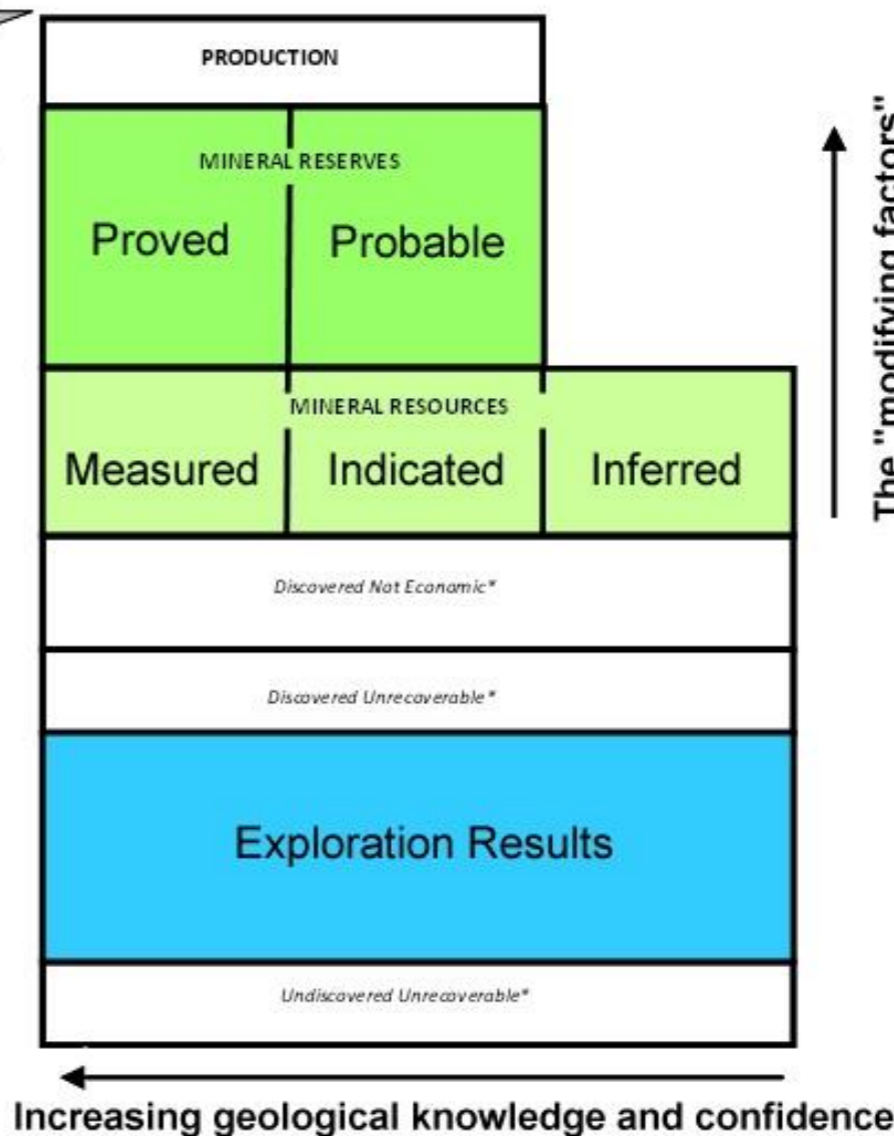 PRODUCTION
MINERAL RESERVES
Proved Probable
MINERAL RESOURCES
Measured Indicated Inferred
Discovered Not Economic*
Discovered Unrecoverable*
Exploration Results
Undiscovered Unrecoverable*
Increasing geological knowledge and confidence
The "modifying factors"